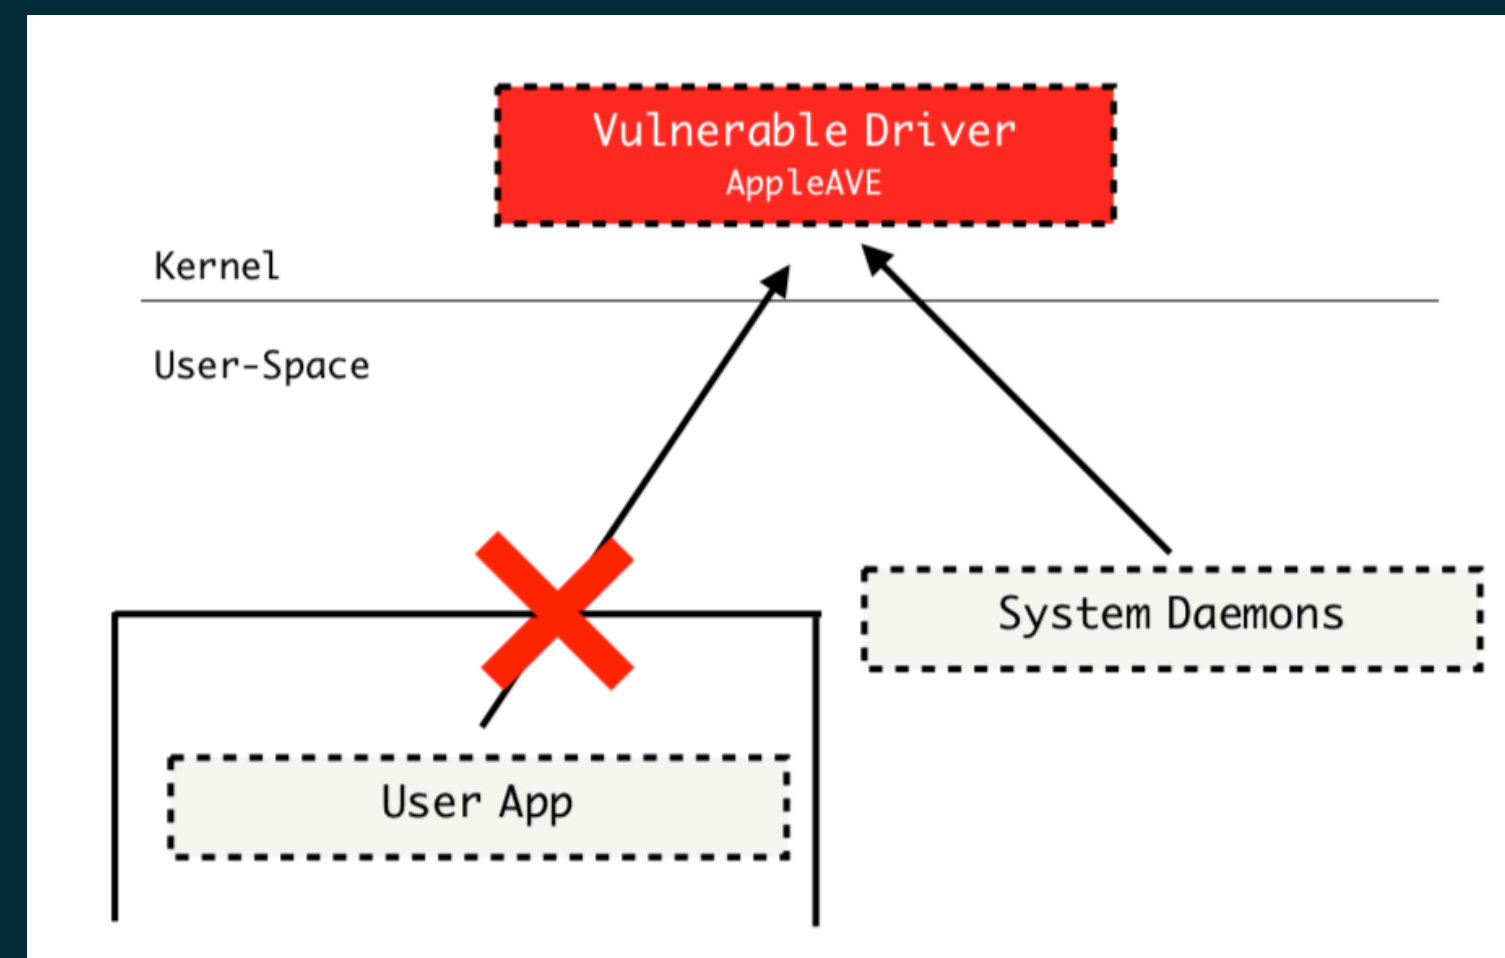 Vulnerable Driver
AppleAVE
Kernel
User-Space
System Daemons
User App